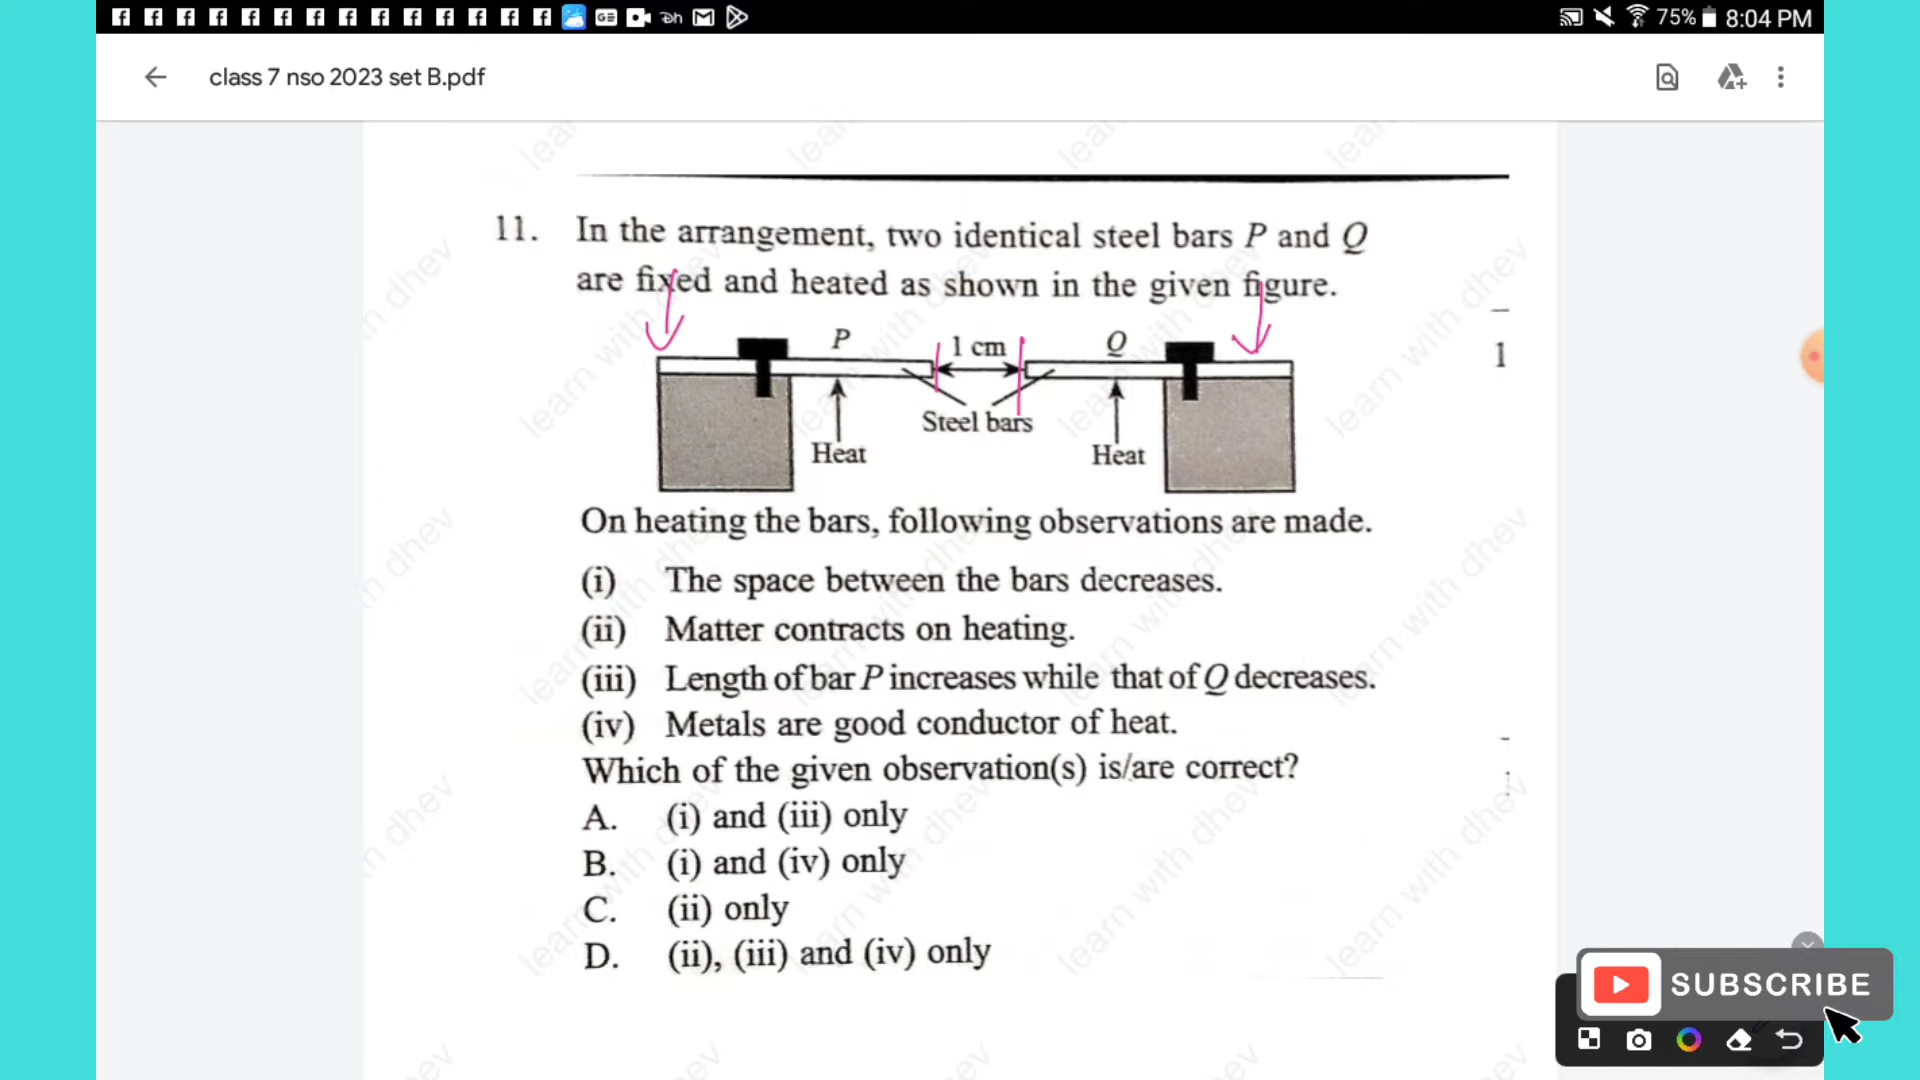 75% 8:04 PM
class 7 nso 2023 set B.pdf
11. In the arrangement, two identical steel bars P and Q
are fixed and heated as shown in the given figure.
P
1 cm
Q
1
Steel bars
Heat
Heat
On heating the bars, following observations are made.
(i) The space between the bars decreases.
(ii) Matter contracts on heating.
(iii) Length of bar P increases while that of Q decreases.
(iv) Metals are good conductor of heat.
Which of the given observation(s) is/are correct?
A. (i) and (iii) only
B. (i) and (iv) only
C. (ii) only
D. (ii), (iii) and (iv) only
SUBSCRIBE
learn with dhev